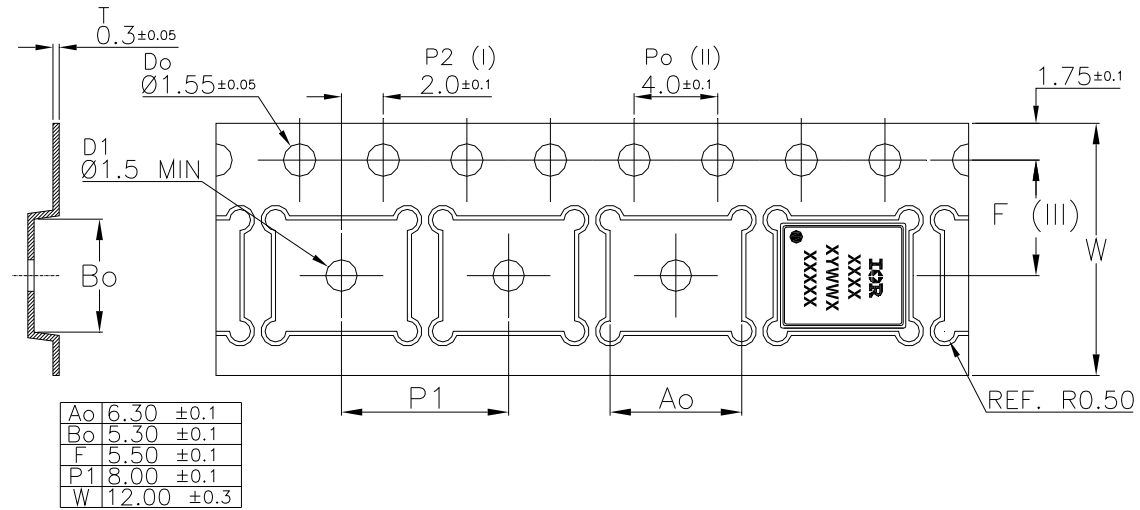 T
0.3±0.05
Do
Ø1.55±0.05
P2 (I)
2.0±0.1
Po (II)
4.0±0.1
1.75±0.1
D1
Ø1.5 MIN
F (III)
W
Bo
IOR
XXXX
XYWWX
XXXXX
P1
Ao
REF. R0.50
Ao 6.30 ±0.1
Bo 5.30 ±0.1
F 5.50 ±0.1
P1 8.00 ±0.1
W 12.00 ±0.3